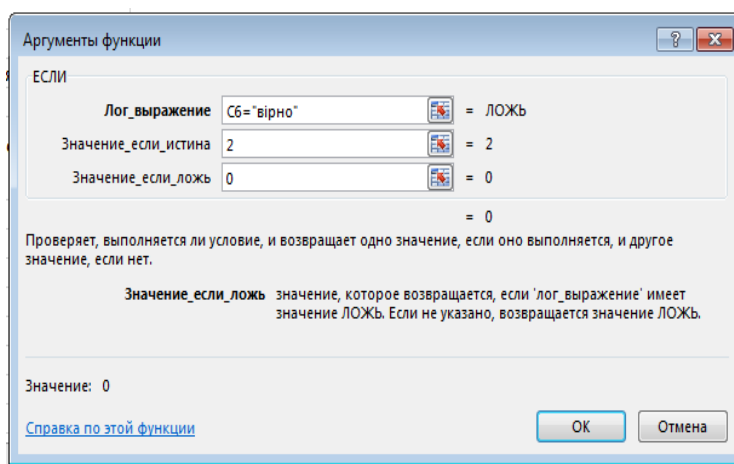 Аргументы функции
ЕСЛИ
Лог_выражение C6="вірно" = ЛОЖЬ
Значение_если_истина 2 = 2
Значение_если_ложь 0 = 0
= 0
Проверяет, выполняется ли условие, и возвращает одно значение, если оно выполняется, и другое
значение, если нет.
Значение_если_ложь значение, которое возвращается, если 'лог_выражение' имеет
значение ЛОЖЬ. Если не указано, возвращается значение ЛОЖЬ.
Значение: 0
Справка по этой функции ОК Отмена